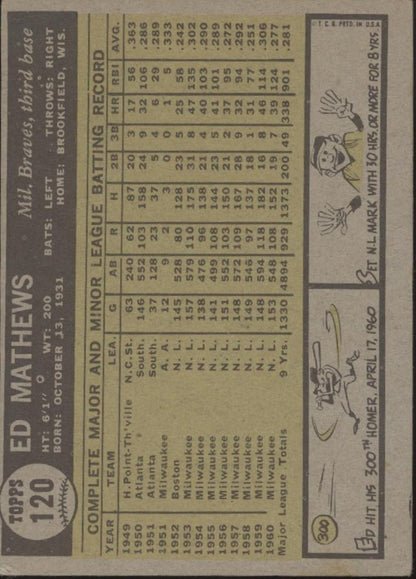 TOPPS
120
ED MATHEWS
Mil. Braves, third base
HT: 6'1" WT: 200 BATS: LEFT THROWS: RIGHT
BORN: OCTOBER 13, 1931 HOME: BROOKFIELD, WIS.
COMPLETE MAJOR AND MINOR LEAGUE BATTING RECORD
YEAR TEAM LEA. G AB R H 2B 3B HR RBI AVG.
1949 H-Point-Th'ville N.C.St. 63 240 62 87 20 3 17 56 .363
1950 Atlanta South. 146 552 103 158 24 9 32 106 .286
1951 Atlanta South. 37 128 23 37 5 4 6 29 .289
1951 Milwaukee A. A. 12 9 2 3 0 0 1 5 .333
1952 Boston N. L. 145 528 80 128 23 5 25 58 .242
1953 Milwaukee N. L. 157 579 110 175 31 8 47 135 .302
1954 Milwaukee N. L. 138 476 96 138 21 4 40 103 .290
1955 Milwaukee N. L. 141 499 108 144 23 5 41 101 .289
1956 Milwaukee N. L. 151 552 103 150 21 2 37 95 .272
1957 Milwaukee N. L. 148 572 109 167 28 9 32 94 .292
1958 Milwaukee N. L. 149 546 97 137 18 1 31 77 .251
1959 Milwaukee N. L. 148 594 118 182 16 8 46 114 .306
1960 Milwaukee N. L. 153 548 108 152 19 7 39 124 .277
Major League Totals 9 Yrs. 1330 4894 929 1373 200 49 338 901 .281
300
ED HIT HIS 300TH HOMER, APRIL 17, 1960
SET N.L. MARK WITH 30 HRS. OR MORE FOR 8 YRS.
© T. C. G. PRTD. IN U.S.A.